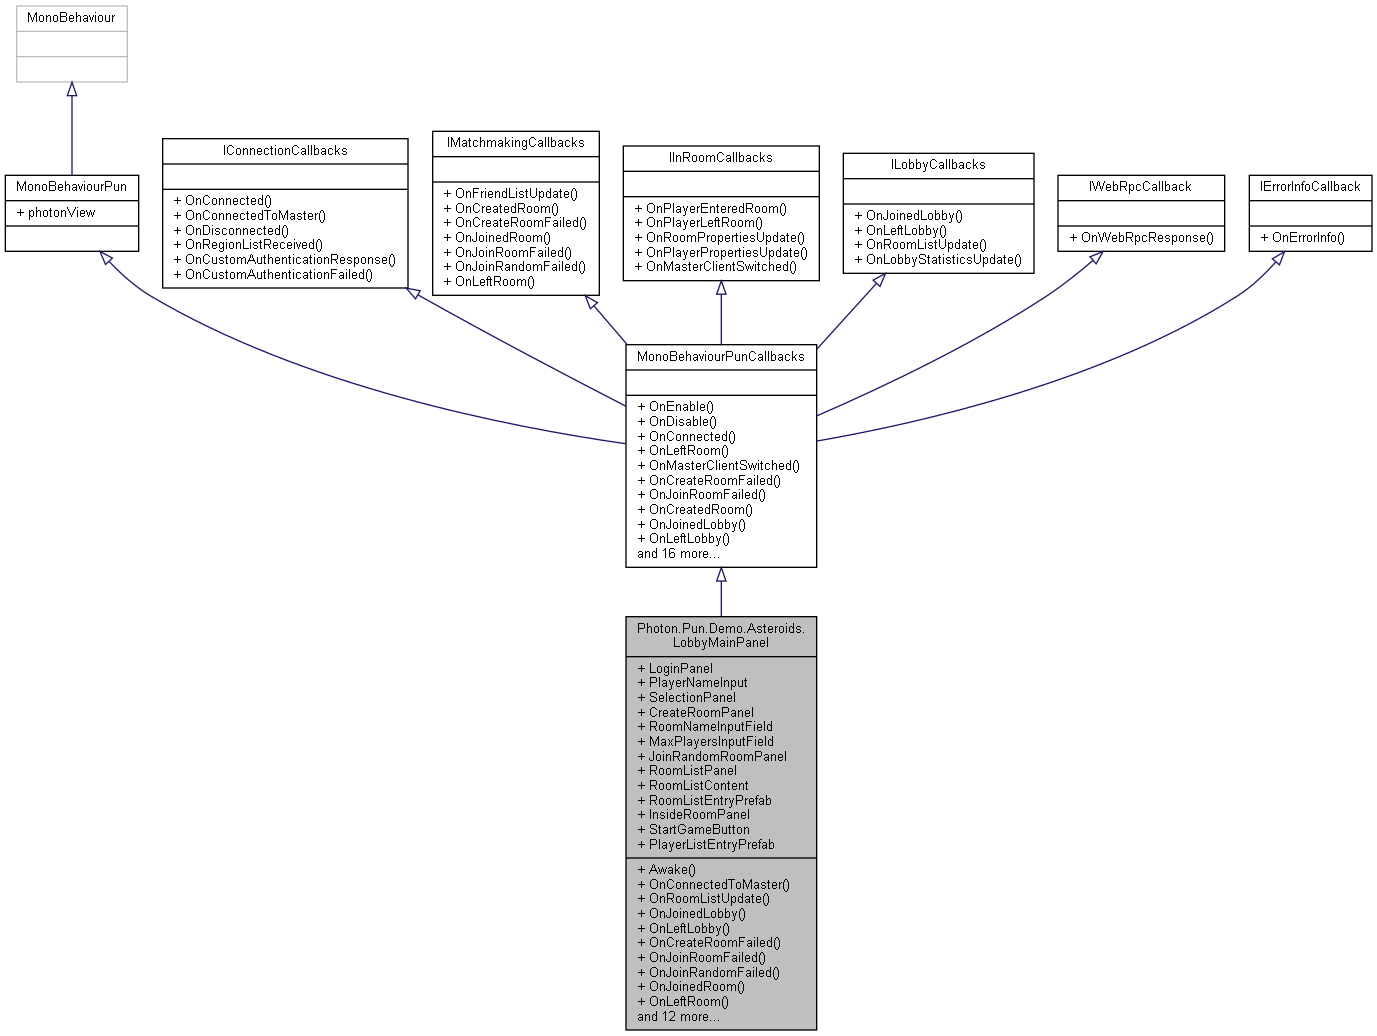 MonoBehaviour
MonoBehaviourPun
+ photonView
IConnectionCallbacks
+ OnConnected()
+ OnConnectedToMaster()
+ OnDisconnected()
+ OnRegionListReceived()
+ OnCustomAuthenticationResponse()
+ OnCustomAuthenticationFailed()
IMatchmakingCallbacks
+ OnFriendListUpdate()
+ OnCreatedRoom()
+ OnCreateRoomFailed()
+ OnJoinedRoom()
+ OnJoinRoomFailed()
+ OnJoinRandomFailed()
+ OnLeftRoom()
IInRoomCallbacks
+ OnPlayerEnteredRoom()
+ OnPlayerLeftRoom()
+ OnRoomPropertiesUpdate()
+ OnPlayerPropertiesUpdate()
+ OnMasterClientSwitched()
ILobbyCallbacks
+ OnJoinedLobby()
+ OnLeftLobby()
+ OnRoomListUpdate()
+ OnLobbyStatisticsUpdate()
IWebRpcCallback
+ OnWebRpcResponse()
IErrorInfoCallback
+ OnErrorInfo()
MonoBehaviourPunCallbacks
+ OnEnable()
+ OnDisable()
+ OnConnected()
+ OnLeftRoom()
+ OnMasterClientSwitched()
+ OnCreateRoomFailed()
+ OnJoinRoomFailed()
+ OnCreatedRoom()
+ OnJoinedLobby()
+ OnLeftLobby()
and 16 more...
Photon.Pun.Demo.Asteroids.
LobbyMainPanel
+ LoginPanel
+ PlayerNameInput
+ SelectionPanel
+ CreateRoomPanel
+ RoomNameInputField
+ MaxPlayersInputField
+ JoinRandomRoomPanel
+ RoomListPanel
+ RoomListContent
+ RoomListEntryPrefab
+ InsideRoomPanel
+ StartGameButton
+ PlayerListEntryPrefab
+ Awake()
+ OnConnectedToMaster()
+ OnRoomListUpdate()
+ OnJoinedLobby()
+ OnLeftLobby()
+ OnCreateRoomFailed()
+ OnJoinRoomFailed()
+ OnJoinRandomFailed()
+ OnJoinedRoom()
+ OnLeftRoom()
and 12 more...